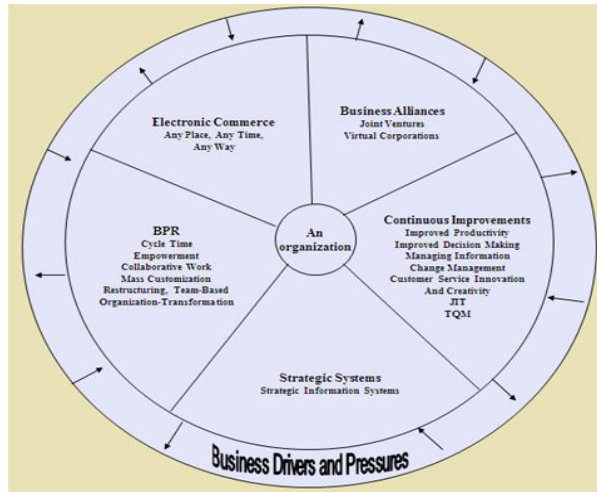 Electronic Commerce
Any Place, Any Time,
Any Way
Business Alliances
Joint Ventures
Virtual Corporations
BPR
Cycle Time
Empowerment
Collaborative Work
Mass Customization
Restructuring, Team-Based
Organization-Transformation
An
organization
Continuous Improvements
Improved Productivity
Improved Decision Making
Managing Information
Change Management
Customer Service Innovation
And Creativity
JIT
TQM
Strategic Systems
Strategic Information Systems
Business Drivers and Pressures